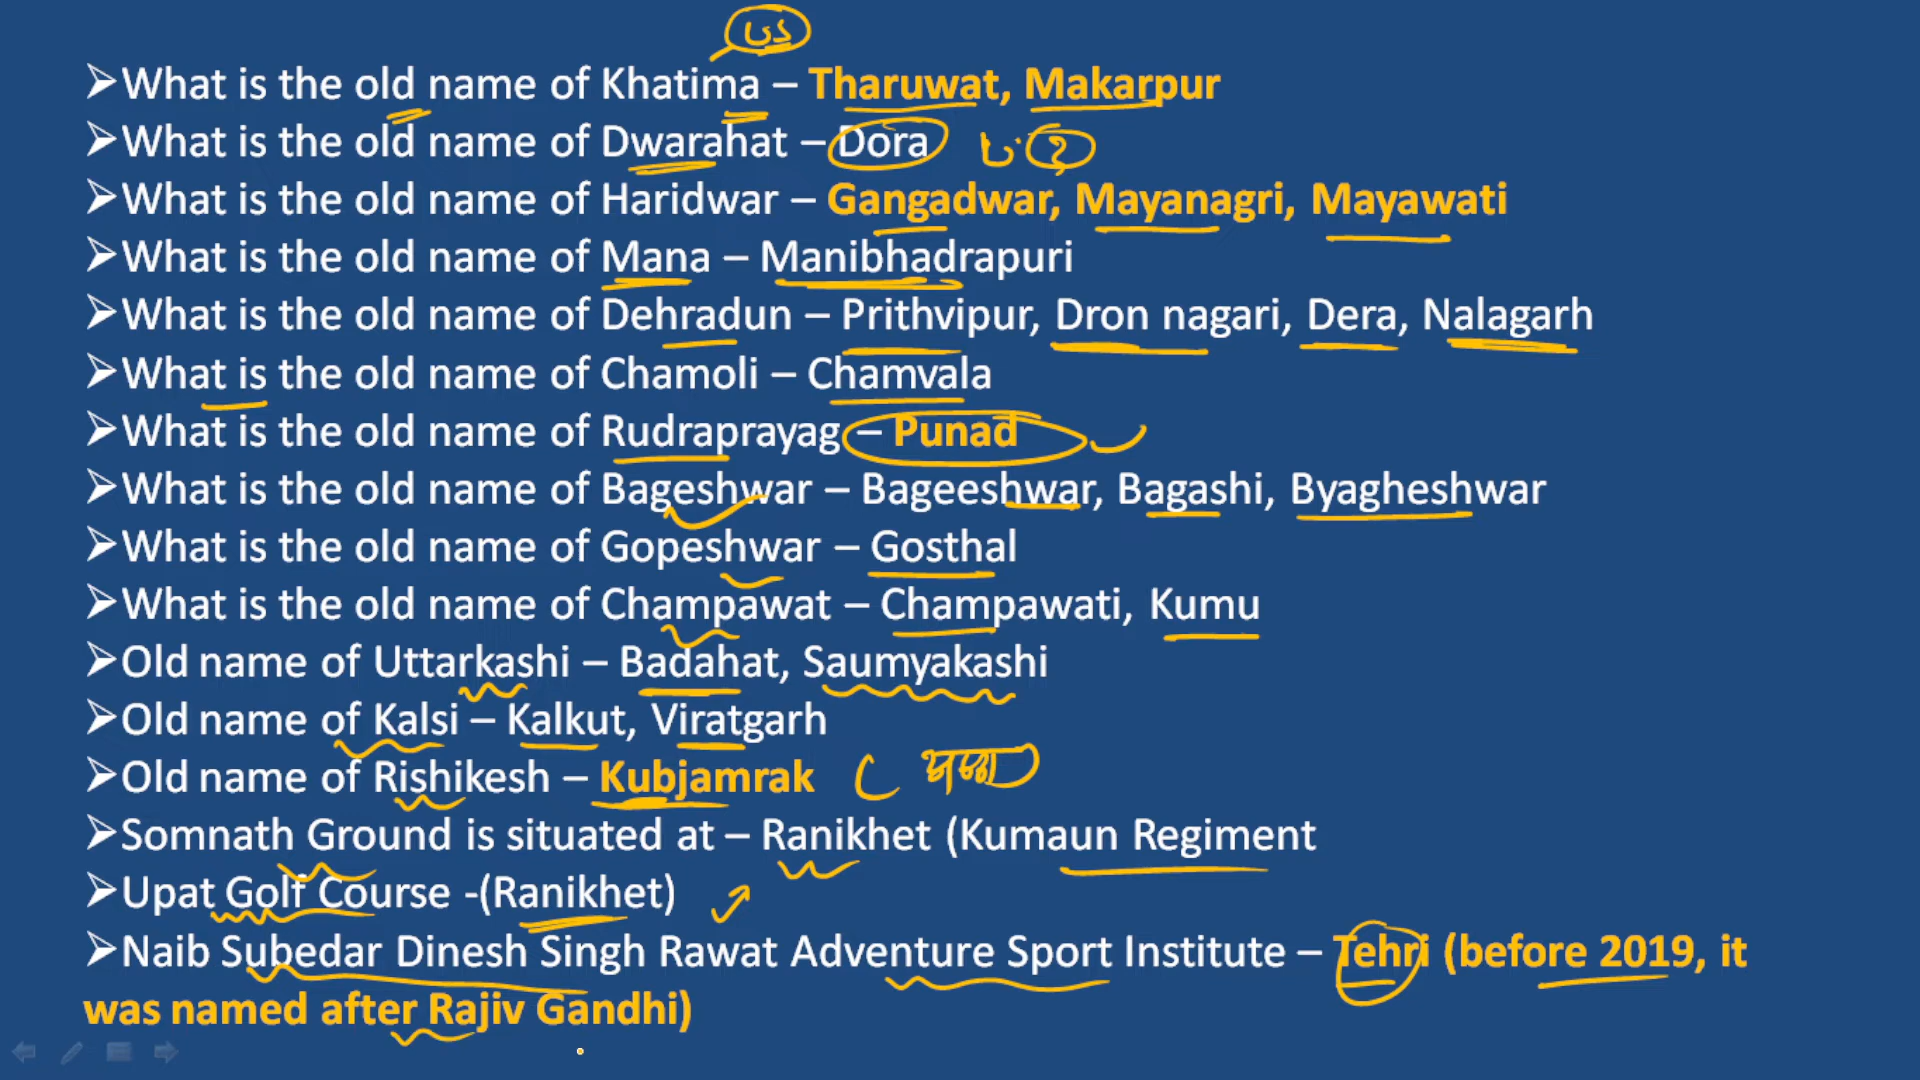 ➢What is the old name of Khatima – Tharuwat, Makarpur
➢What is the old name of Dwarahat – Dora
➢What is the old name of Haridwar – Gangadwar, Mayanagri, Mayawati
➢What is the old name of Mana – Manibhadrapuri
➢What is the old name of Dehradun – Prithvipur, Dron nagari, Dera, Nalagarh
➢What is the old name of Chamoli – Chamvala
➢What is the old name of Rudraprayag – Punad
➢What is the old name of Bageshwar – Bageeshwar, Bagashi, Byagheshwar
➢What is the old name of Gopeshwar – Gosthal
➢What is the old name of Champawat – Champawati, Kumu
➢Old name of Uttarkashi – Badahat, Saumyakashi
➢Old name of Kalsi – Kalkut, Viratgarh
➢Old name of Rishikesh – Kubjamrak
➢Somnath Ground is situated at – Ranikhet (Kumaun Regiment
➢Upat Golf Course -(Ranikhet)
➢Naib Subedar Dinesh Singh Rawat Adventure Sport Institute – Tehri (before 2019, it
was named after Rajiv Gandhi)